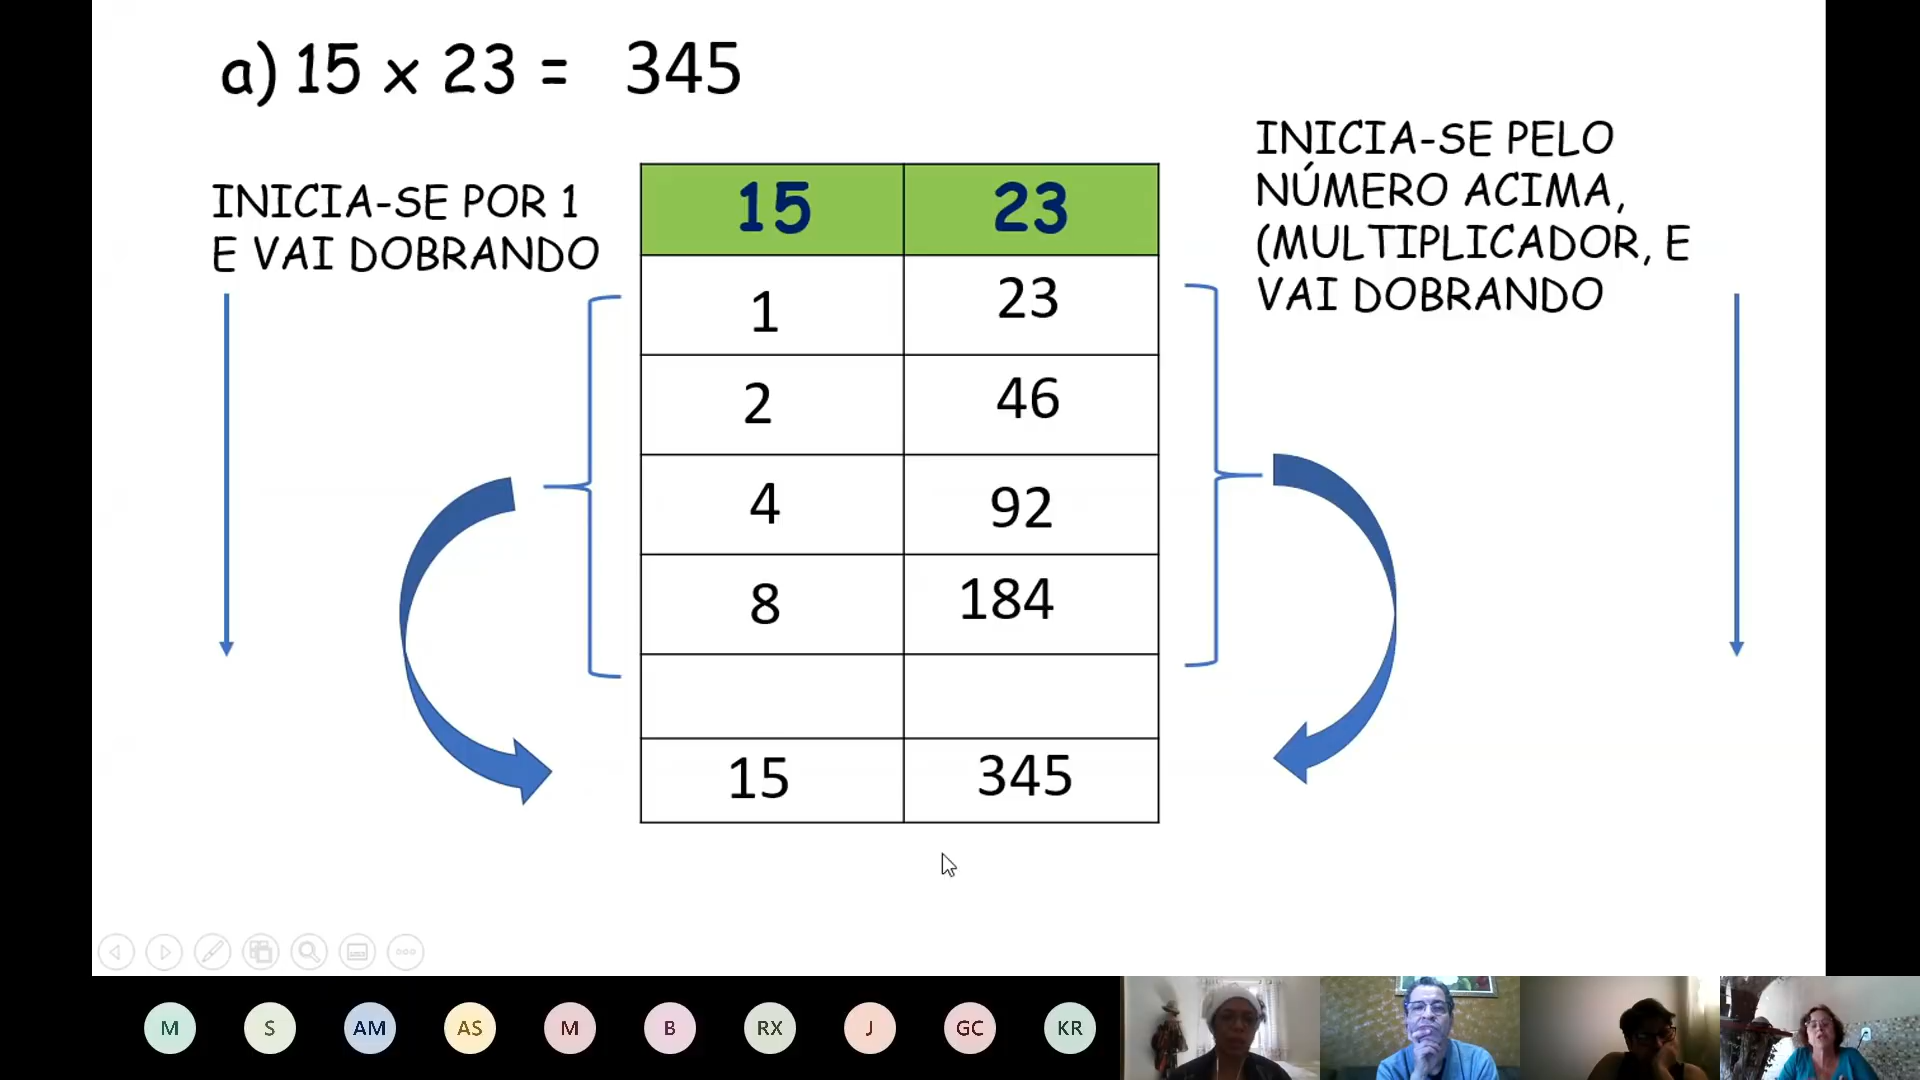 a) 15 x 23 = 345
INICIA-SE POR 1
E VAI DOBRANDO
INICIA-SE PELO
NÚMERO ACIMA,
(MULTIPLICADOR, E
VAI DOBRANDO
15 23
1 23
2 46
4 92
8 184
15 345
M S AM AS M B RX J GC KR